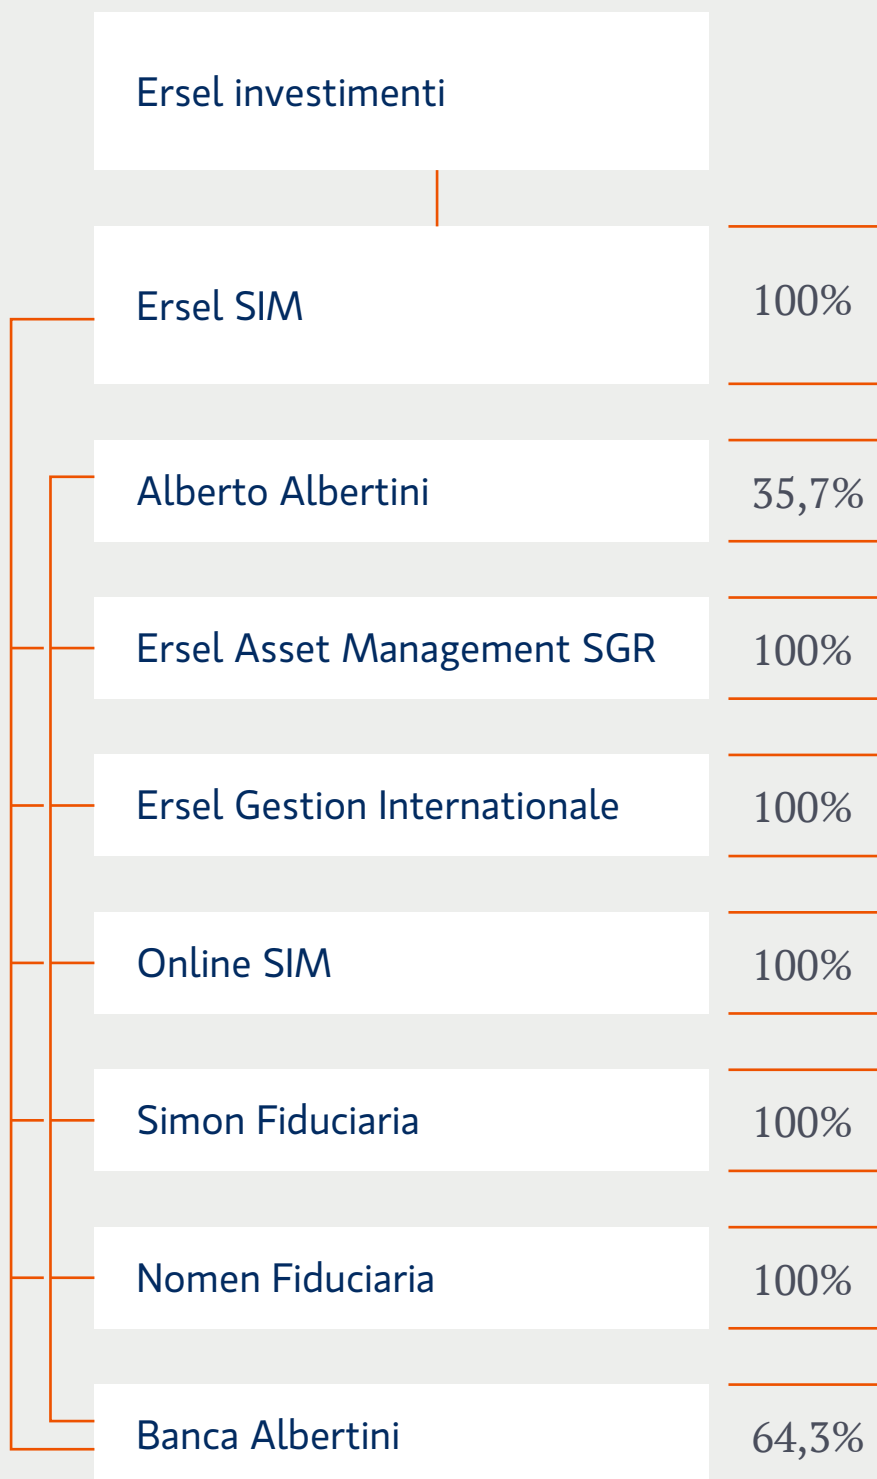 Ersel investimenti
Ersel SIM
100%
Alberto Albertini
35,7%
Ersel Asset Management SGR
100%
Ersel Gestion Internationale
100%
Online SIM
100%
Simon Fiduciaria
100%
Nomen Fiduciaria
100%
Banca Albertini
64,3%